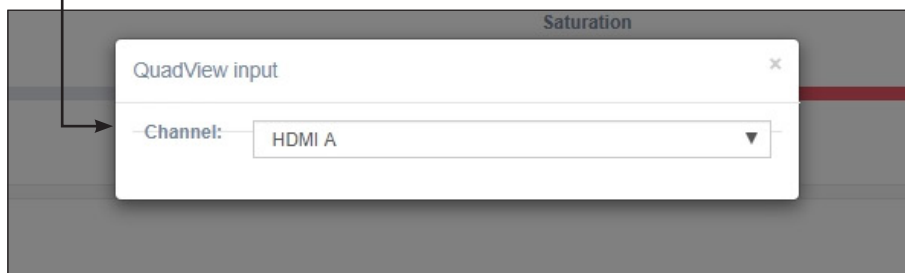 Saturation
QuadView input ×
Channel: HDMI A ▼